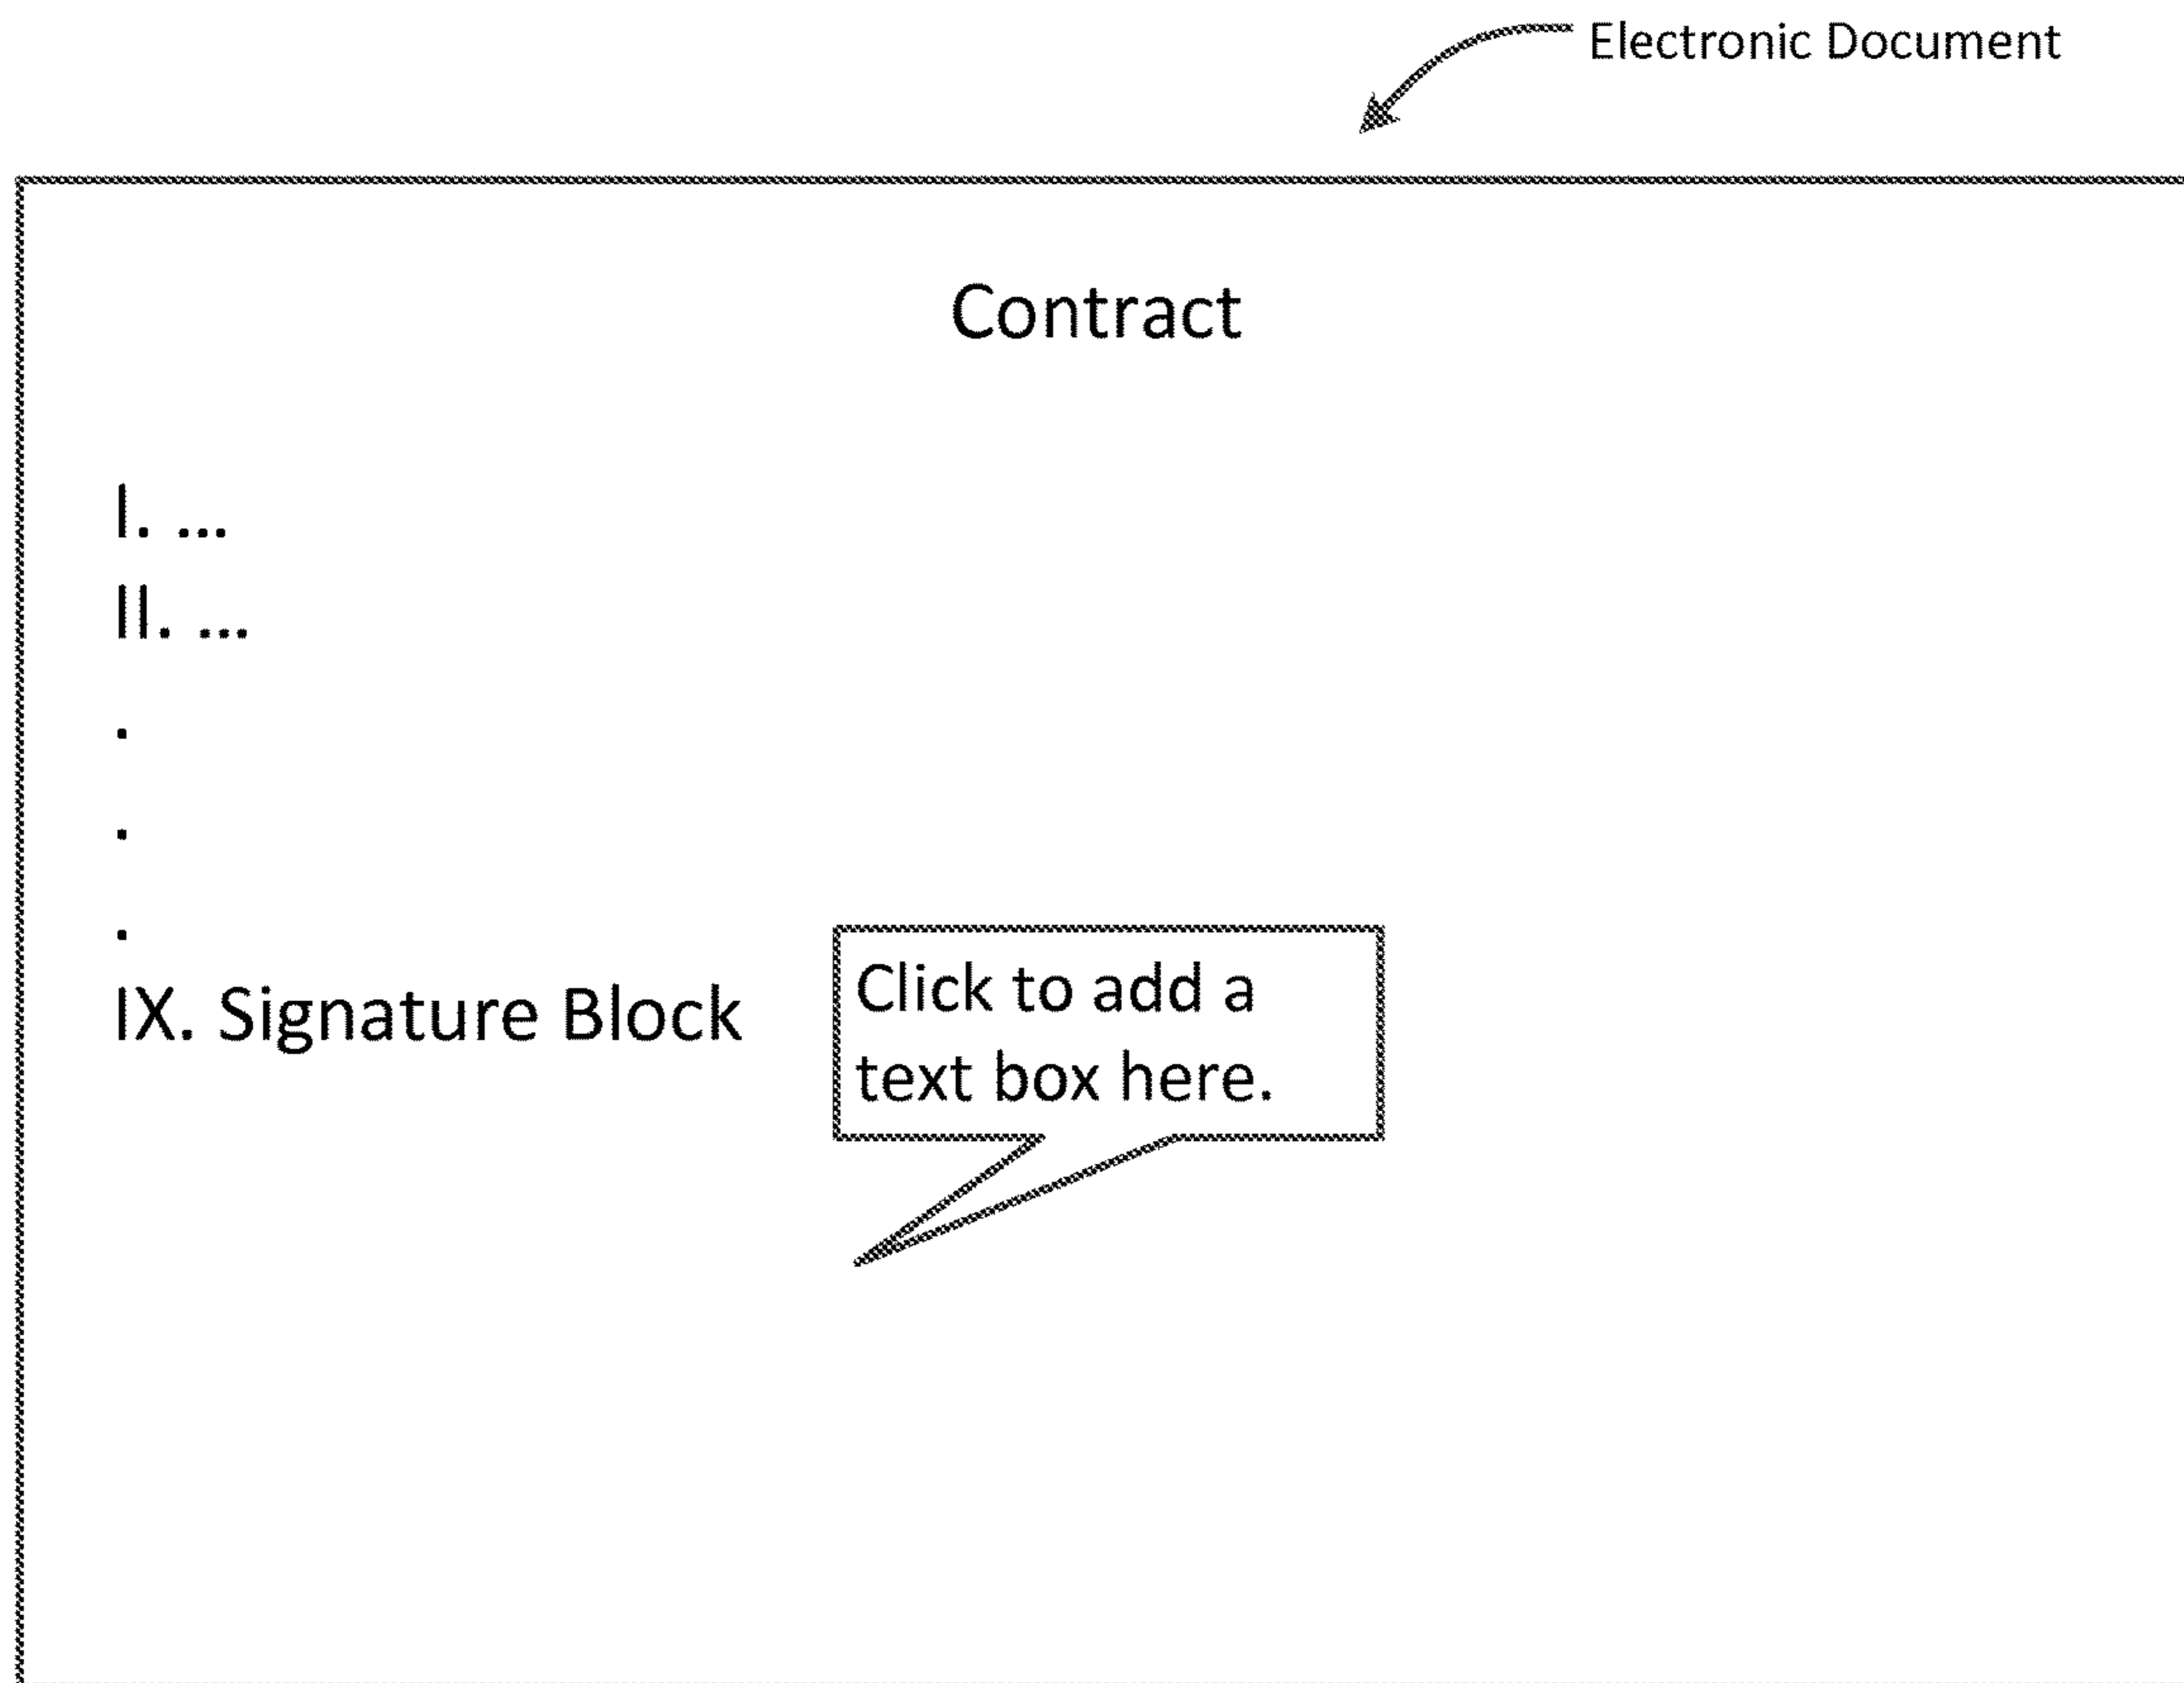 Electronic Document
Contract
I. ...
II. ...
.
.
.
IX. Signature Block
Click to add a
text box here.